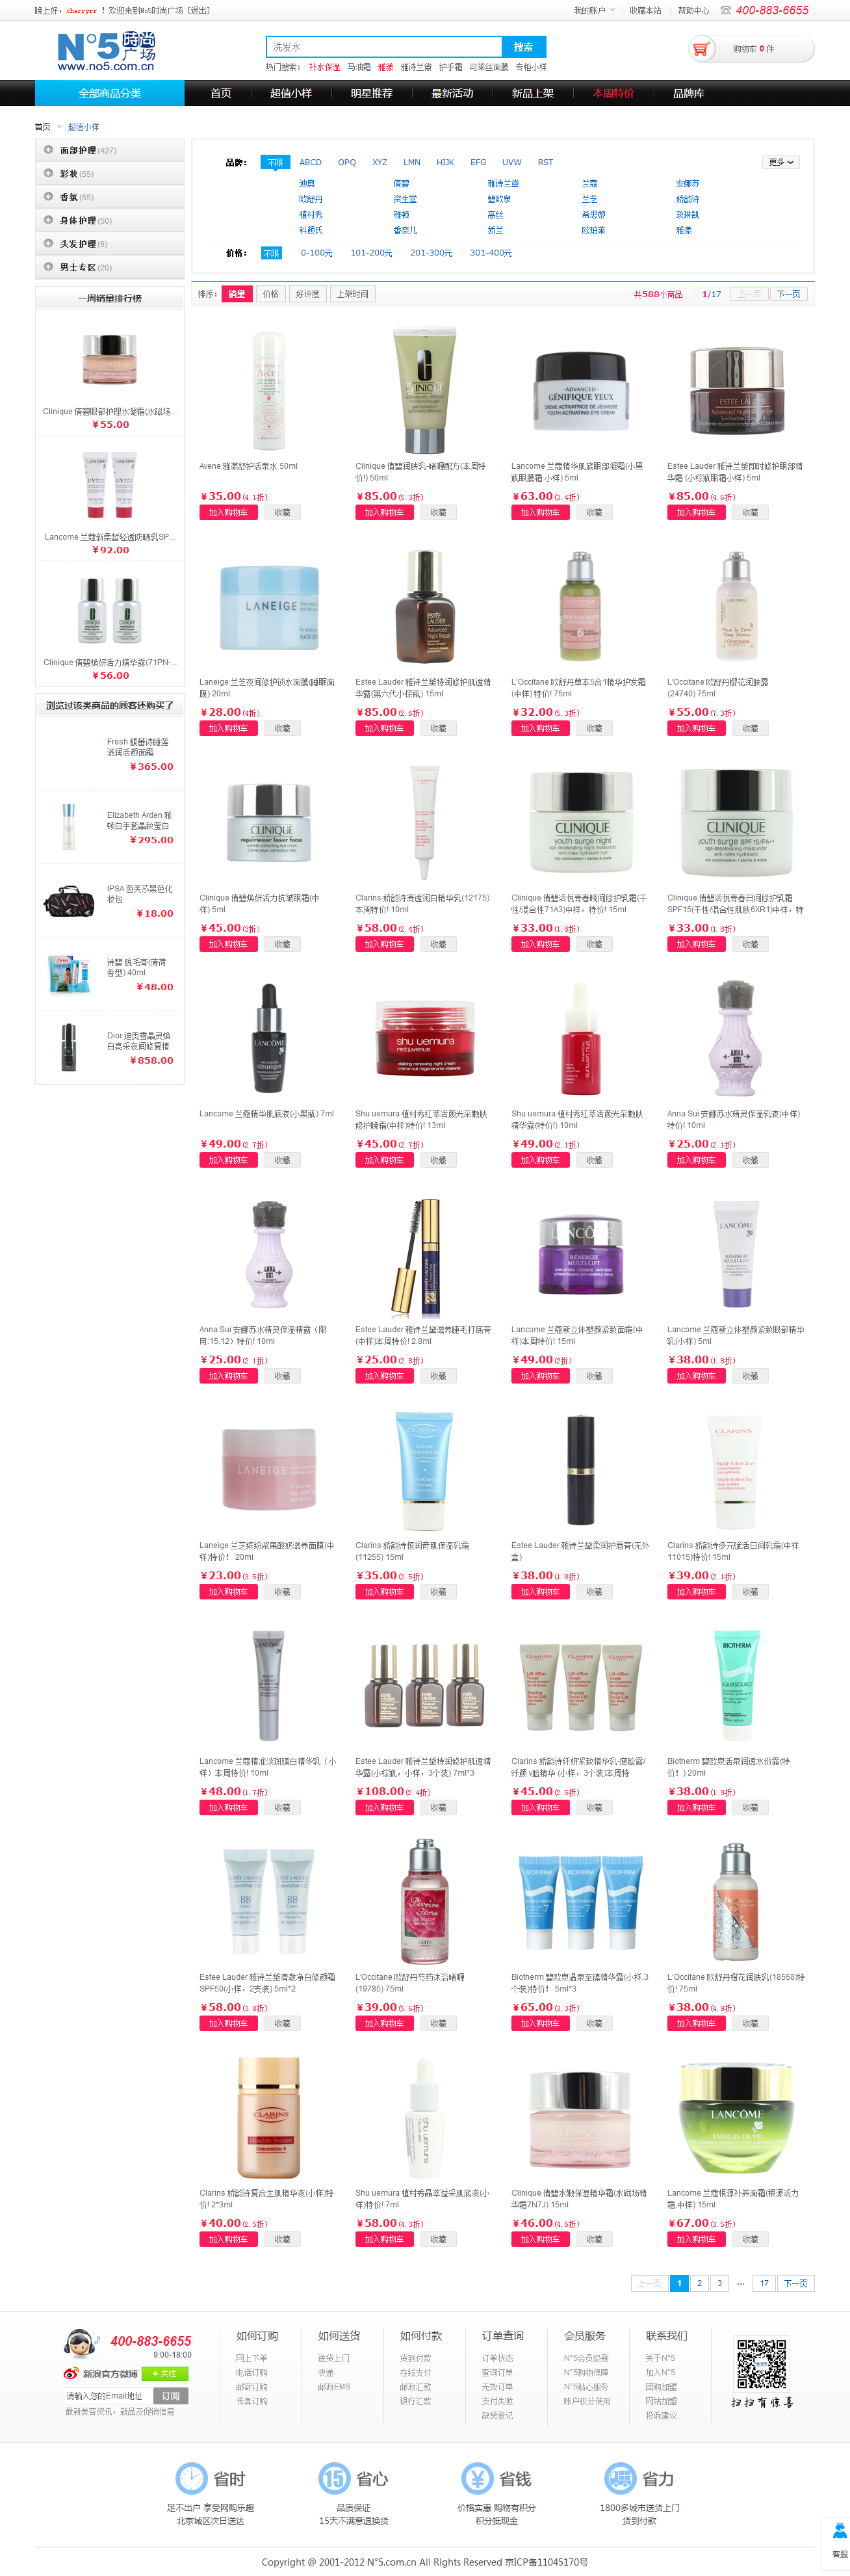 晚上好，cherryrr ！ 欢迎来到No5时尚广场 [退出]
我的账户 收藏本站 帮助中心 400-883-6655
N°5 時尚广场
www.no5.com.cn
洗发水 搜索
热门搜索： 补水保湿 马油霜 雅漾 雅诗兰黛 护手霜 可莱丝面膜 专柜小样
购物车 0 件
全部商品分类 首页 超值小样 明星推荐 最新活动 新品上架 本周特价 品牌库
首页 > 超值小样
面部护理(427)
彩妆(55)
香氛(65)
身体护理(50)
头发护理(6)
男士专区(20)
品牌： 不限 ABCD OPQ XYZ LMN HIJK EFG UVW RST 更多
迪奥 倩碧 雅诗兰黛 兰蔻 安娜苏
欧舒丹 资生堂 碧欧泉 兰芝 娇韵诗
植村秀 雅顿 高丝 希思黎 玫琳凯
科颜氏 香奈儿 娇兰 欧珀莱 雅漾
价格： 不限 0-100元 101-200元 201-300元 301-400元
排序： 销量 价格 好评度 上架时间 共588个商品 1/17 上一页 下一页
一周销量排行榜
Clinique 倩碧眼部护理水凝霜(水磁场...
￥55.00
Lancome 兰蔻新柔皙轻透防晒乳SP...
￥92.00
Clinique 倩碧焕妍活力精华露(71PN-...
￥56.00
浏览过该类商品的顾客还购买了
Fresh 馥蕾诗睡莲
滋润活颜面霜
￥365.00
Elizabeth Arden 雅
顿白手套晶致莹白
￥295.00
IPSA 茵芙莎黑色化
妆包
￥18.00
诗碧 脱毛膏(薄荷
香型) 40ml
￥48.00
Dior 迪奥雪晶灵焕
白亮采夜间修复精
￥858.00
Avene 雅漾舒护活泉水 50ml
￥35.00(4.1折)
加入购物车 收藏
Clinique 倩碧润肤乳-啫喱配方(本周特
价!) 50ml
￥85.00(5.3折)
加入购物车 收藏
Lancome 兰蔻精华肌底眼部凝霜(小黑
瓶眼膜霜 小样) 5ml
￥63.00(3.4折)
加入购物车 收藏
Estee Lauder 雅诗兰黛即时修护眼部精
华霜 (小棕瓶眼霜小样) 5ml
￥85.00(4.6折)
加入购物车 收藏
Laneige 兰芝夜间修护锁水面膜(睡眠面
膜) 20ml
￥28.00(4折)
加入购物车 收藏
Estee Lauder 雅诗兰黛特润修护肌透精
华露(第六代小棕瓶) 15ml
￥85.00(2.6折)
加入购物车 收藏
L'Occitane 欧舒丹草本5合1精华护发霜
(中样) 特价! 75ml
￥32.00(5.3折)
加入购物车 收藏
L'Occitane 欧舒丹樱花润肤露
(24740) 75ml
￥55.00(7.3折)
加入购物车 收藏
Clinique 倩碧焕妍活力抗皱眼霜(中
样) 5ml
￥45.00(3折)
加入购物车 收藏
Clarins 娇韵诗清透润白精华乳(12175)
本周特价! 10ml
￥58.00(2.4折)
加入购物车 收藏
Clinique 倩碧活悦青春晚间修护乳霜(干
性/混合性71A3)中样，特价! 15ml
￥33.00(1.8折)
加入购物车 收藏
Clinique 倩碧活悦青春日间修护乳霜
SPF15(干性/混合性肌肤6XR1)中样，特
￥33.00(1.8折)
加入购物车 收藏
Lancome 兰蔻精华肌底液(小黑瓶) 7ml
￥49.00(2.7折)
加入购物车 收藏
Shu uemura 植村秀红萃活颜光采嫩肤
修护晚霜(中样)特价! 13ml
￥45.00(2.7折)
加入购物车 收藏
Shu uemura 植村秀红萃活颜光采嫩肤
精华露(特价!) 10ml
￥49.00(2.1折)
加入购物车 收藏
Anna Sui 安娜苏水精灵保湿乳液(中样)
特价! 10ml
￥25.00(2.1折)
加入购物车 收藏
Anna Sui 安娜苏水精灵保湿精露（限
用:15.12）特价! 10ml
￥25.00(2.1折)
加入购物车 收藏
Estee Lauder 雅诗兰黛滋养睫毛打底膏
(中样)本周特价! 2.8ml
￥25.00(2.8折)
加入购物车 收藏
Lancome 兰蔻新立体塑颜紧致面霜(中
样)本周特价! 15ml
￥49.00(2折)
加入购物车 收藏
Lancome 兰蔻新立体塑颜紧致眼部精华
乳(小样) 5ml
￥38.00(1.8折)
加入购物车 收藏
Laneige 兰芝缤纷浆果酸奶滋养面膜(中
样)特价! 20ml
￥23.00(3.5折)
加入购物车 收藏
Clarins 娇韵诗恒润奇肌保湿乳霜
(11255) 15ml
￥35.00(2.5折)
加入购物车 收藏
Estee Lauder 雅诗兰黛柔润护唇膏(无外
盒)
￥38.00(1.8折)
加入购物车 收藏
Clarins 娇韵诗多元赋活日间乳霜(中样
11015)特价! 15ml
￥39.00(2.1折)
加入购物车 收藏
Lancome 兰蔻精准淡斑臻白精华乳（小
样）本周特价! 10ml
￥48.00(1.7折)
加入购物车 收藏
Estee Lauder 雅诗兰黛特润修护肌透精
华露(小棕瓶，小样，3个装) 7ml*3
￥108.00(2.4折)
加入购物车 收藏
Clarins 娇韵诗纤妍紧致精华乳-瘦脸露/
纤颜 v脸精华 (小样，3个装)本周特
￥45.00(2.5折)
加入购物车 收藏
Biotherm 碧欧泉活泉润透水份露(特
价！) 20ml
￥38.00(1.9折)
加入购物车 收藏
Estee Lauder 雅诗兰黛清澈净白修颜霜
SPF50(小样，2支装) 5ml*2
￥58.00(3.8折)
加入购物车 收藏
L'Occitane 欧舒丹芍药沐浴啫喱
(19785) 75ml
￥39.00(5.6折)
加入购物车 收藏
Biotherm 碧欧泉温泉至臻精华露(小样,3
个装)特价! 5ml*3
￥65.00(3.3折)
加入购物车 收藏
L'Occitane 欧舒丹橙花润肤乳(18558)特
价! 75ml
￥38.00(4.9折)
加入购物车 收藏
Clarins 娇韵诗复合生肌精华液(小样)特
价! 2*3ml
￥40.00(2.5折)
加入购物车 收藏
Shu uemura 植村秀晶萃溢采肌底液(小
样)特价! 7ml
￥58.00(4.3折)
加入购物车 收藏
Clinique 倩碧水嫩保湿精华霜(水磁场精
华霜7N7J) 15ml
￥46.00(4.6折)
加入购物车 收藏
Lancome 兰蔻根源补养面霜(根源活力
霜,中样) 15ml
￥67.00(3.5折)
加入购物车 收藏
上一页 1 2 3 ... 17 下一页
400-883-6655
9:00-18:00
新浪官方微博 + 关注
请输入您的Email地址 订阅
最新美容资讯，新品及促销信息
如何订购
网上下单
电话订购
邮寄订购
传真订购
如何送货
送货上门
快递
邮政EMS
如何付款
货到付款
在线支付
邮政汇款
银行汇款
订单查询
订单状态
查询订单
无效订单
支付失败
缺货登记
会员服务
N°5会员级别
N°5购物保障
N°5贴心服务
账户积分使用
联系我们
关于N°5
加入N°5
团购加盟
网站加盟
投诉建议
扫扫有惊喜
24 省时
足不出户 享受网购乐趣
北京城区次日送达
15 省心
品质保证
15天不满意退换货
省钱
价格实惠 购物有积分
积分抵现金
省力
1800多城市送货上门
货到付款
客服
Copyright @ 2001-2012 N°5.com.cn All Rights Reserved 京ICP备11045170号